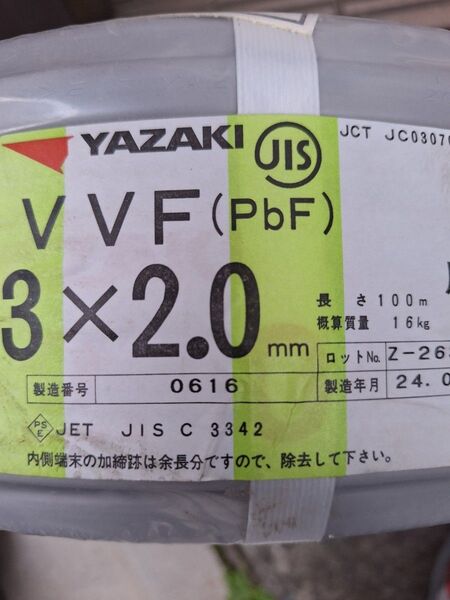 YAZAKI JIS JCT JC0307
VVF(PbF)
3×2.0 mm
長さ100m
概算質量 16kg
ロットNo. Z-26
製造番号 0616 製造年月 24.0
PSE JET JIS C 3342
内側端末の加締跡は余長分ですので、除去して下さい。